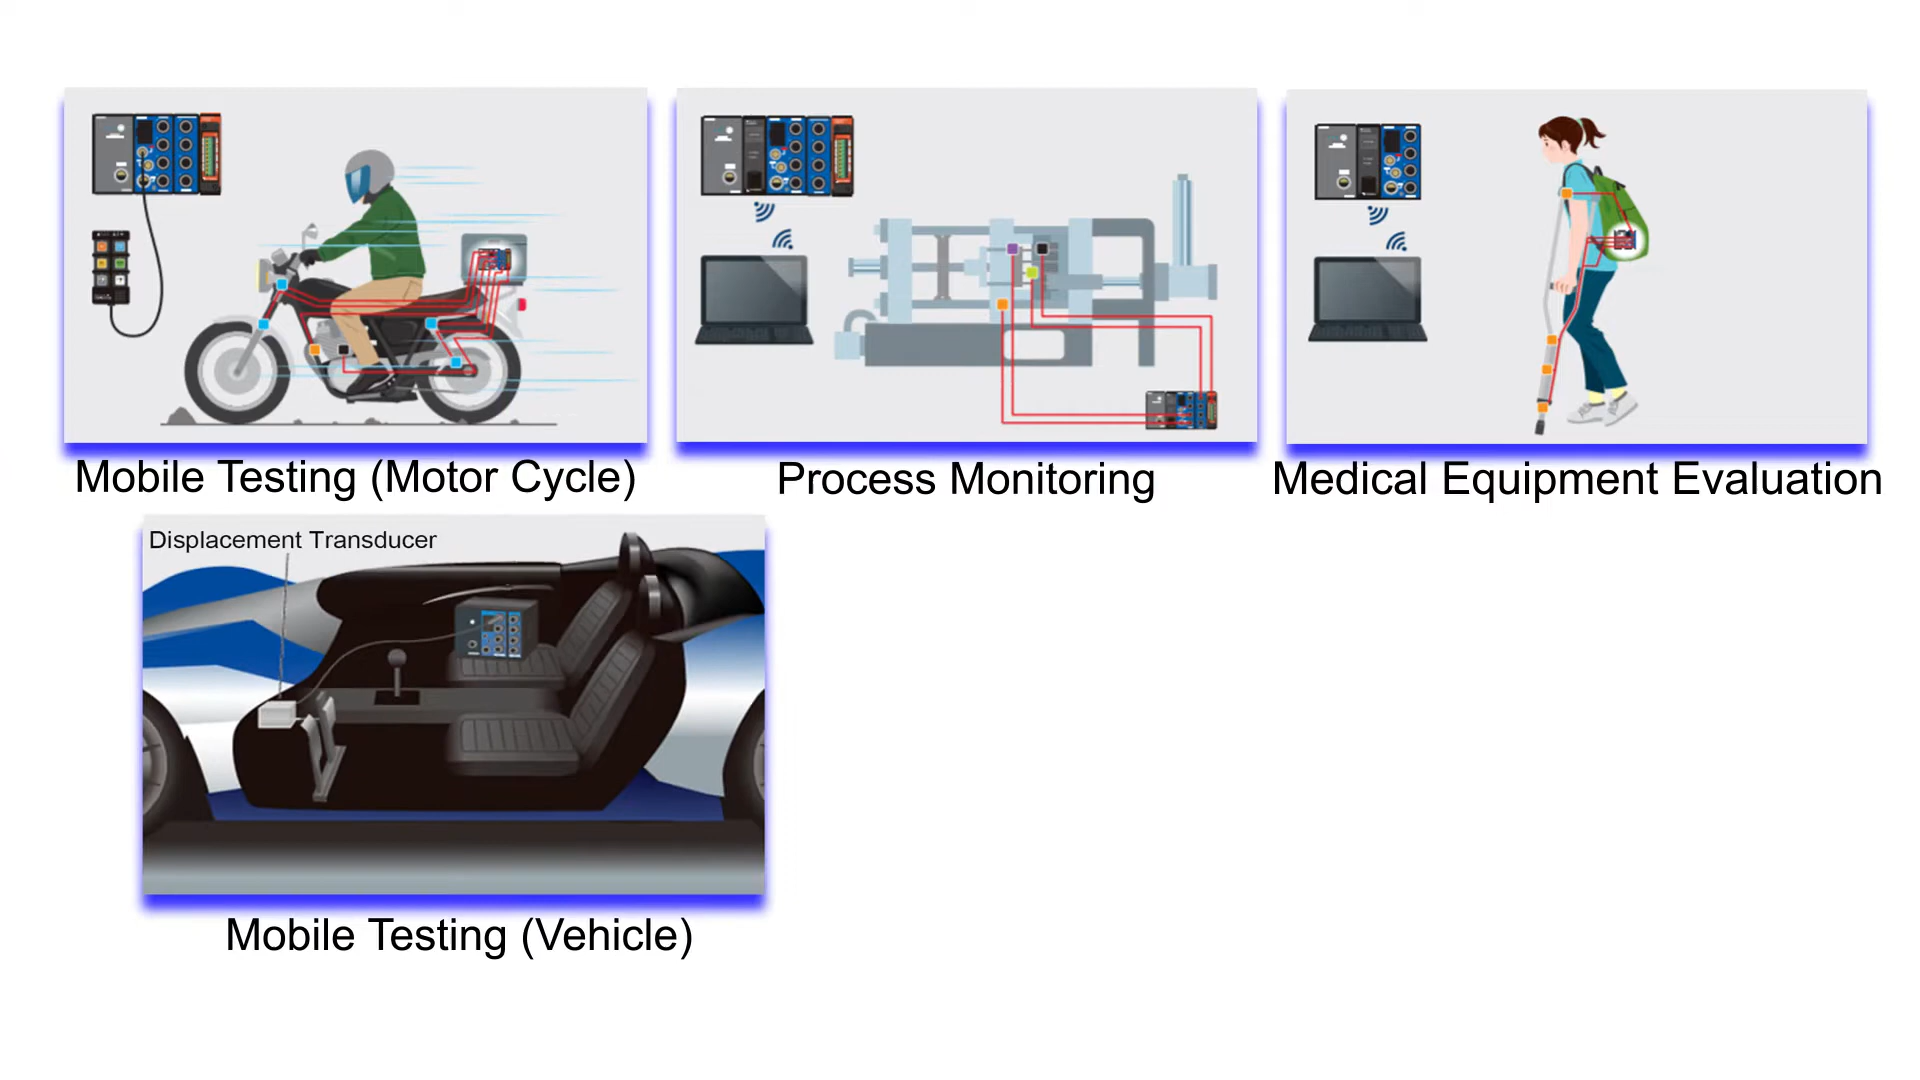 Mobile Testing (Motor Cycle)
Process Monitoring
Medical Equipment Evaluation
Displacement Transducer
Mobile Testing (Vehicle)